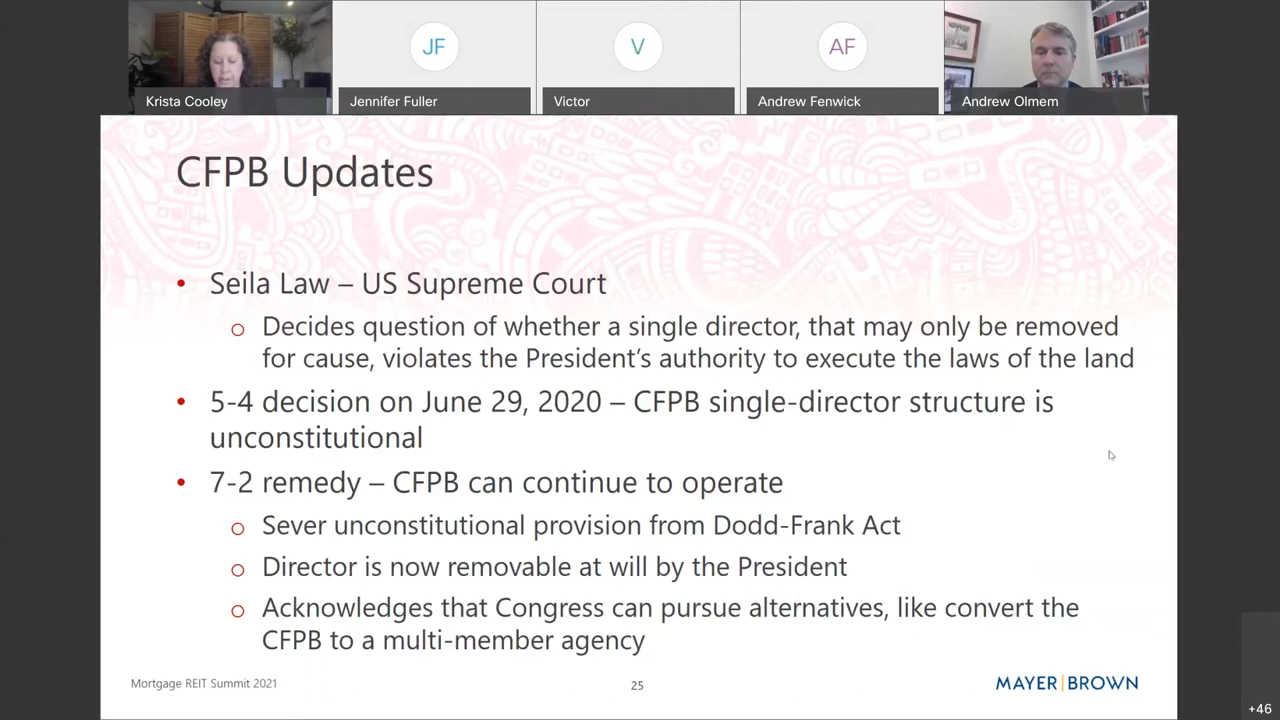 JF
V
AF
Krista Cooley
Jennifer Fuller
Victor
Andrew Fenwick
Andrew Olmem
CFPB Updates
• Seila Law – US Supreme Court
o Decides question of whether a single director, that may only be removed
for cause, violates the President's authority to execute the laws of the land
• 5-4 decision on June 29, 2020 – CFPB single-director structure is
unconstitutional
• 7-2 remedy – CFPB can continue to operate
o Sever unconstitutional provision from Dodd-Frank Act
o Director is now removable at will by the President
o Acknowledges that Congress can pursue alternatives, like convert the
CFPB to a multi-member agency
Mortgage REIT Summit 2021
25
MAYER | BROWN
+46